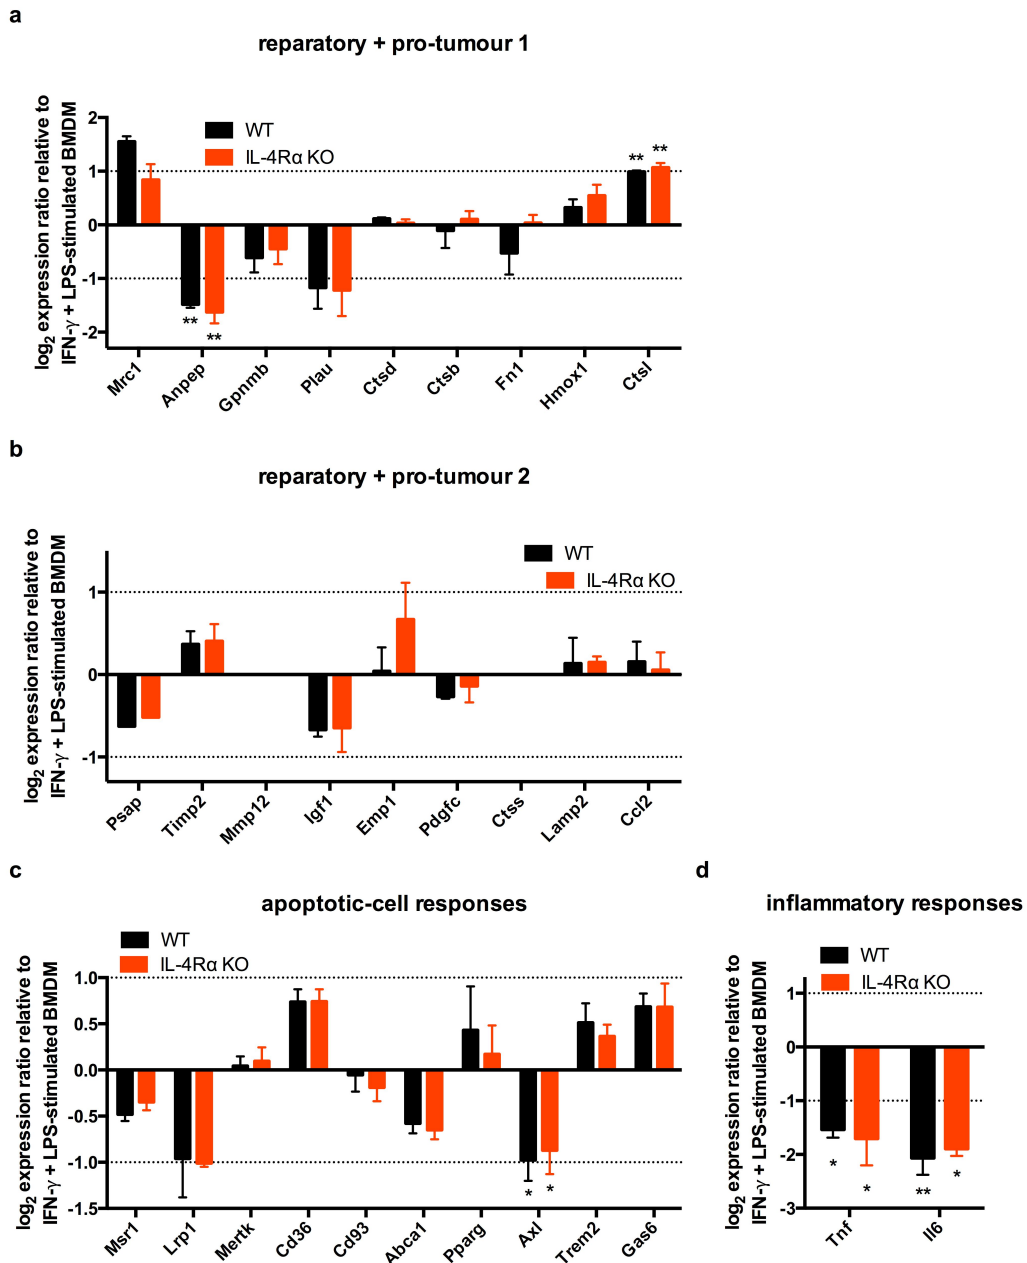 a
reparatory + pro-tumour 1
log2 expression ratio relative to
IFN-γ + LPS-stimulated BMDM
WT
IL-4Rα KO
2
1
0
-1
-2
** ** ** **
Mrc1 Anpep Gpnmb Plau Ctsd Ctsb Fn1 Hmox1 Ctsl
b
reparatory + pro-tumour 2
log2 expression ratio relative to
IFN-γ + LPS-stimulated BMDM
WT
IL-4Rα KO
1
0
-1
Psap Timp2 Mmp12 Igf1 Emp1 Pdgfc Ctss Lamp2 Ccl2
c
apoptotic-cell responses
log2 expression ratio relative to
IFN-γ + LPS-stimulated BMDM
WT
IL-4Rα KO
1.0
0.5
0.0
-0.5
-1.0
-1.5
* *
Msr1 Lrp1 Mertk Cd36 Cd93 Abca1 Pparg Axl Trem2 Gas6
d
inflammatory responses
log2 expression ratio relative to
IFN-γ + LPS-stimulated BMDM
WT
IL-4Rα KO
1
0
-1
-2
-3
* * ** *
Tnf Il6